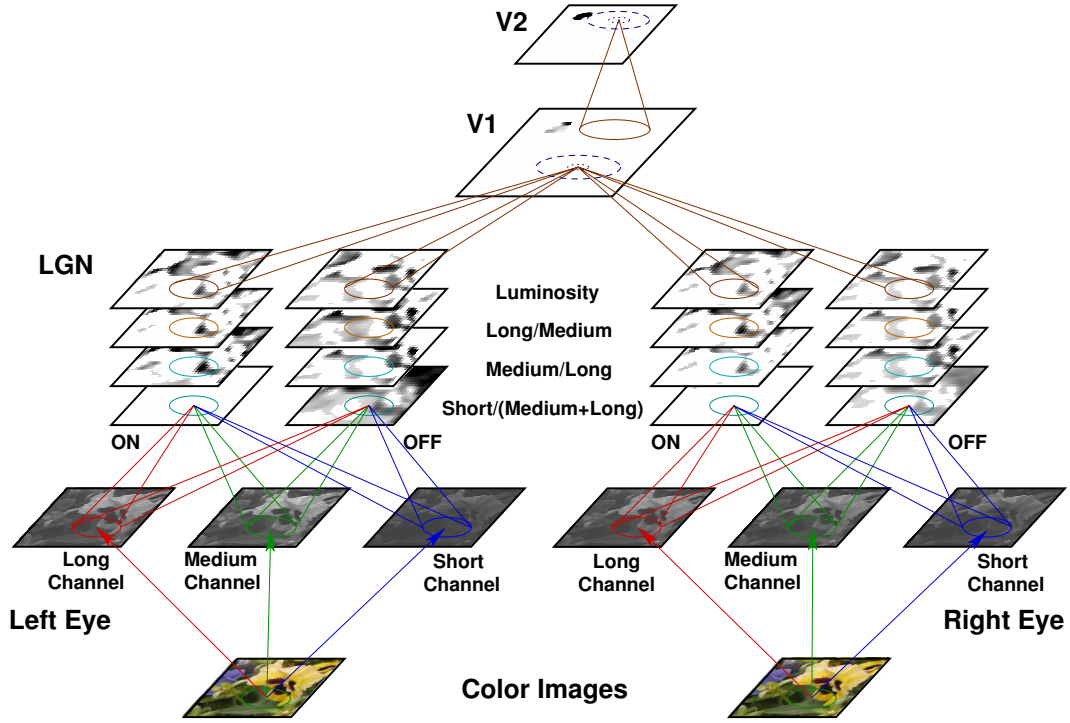 V2
V1
LGN
Luminosity
Long/Medium
Medium/Long
Short/(Medium+Long)
ON
OFF
ON
OFF
Long
Channel
Medium
Channel
Short
Channel
Long
Channel
Medium
Channel
Short
Channel
Left Eye
Right Eye
Color Images